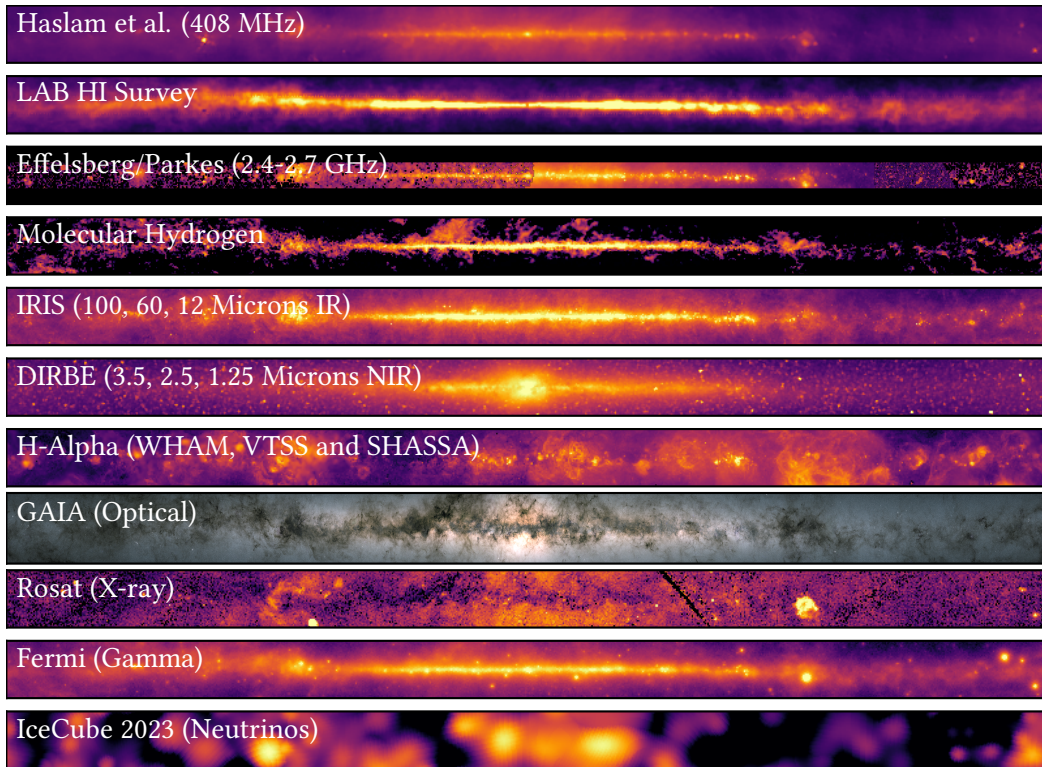 Haslam et al. (408 MHz)
LAB HI Survey
Effelsberg/Parkes (2.4-2.7 GHz)
Molecular Hydrogen
IRIS (100, 60, 12 Microns IR)
DIRBE (3.5, 2.5, 1.25 Microns NIR)
H-Alpha (WHAM, VTSS and SHASSA)
GAIA (Optical)
Rosat (X-ray)
Fermi (Gamma)
IceCube 2023 (Neutrinos)